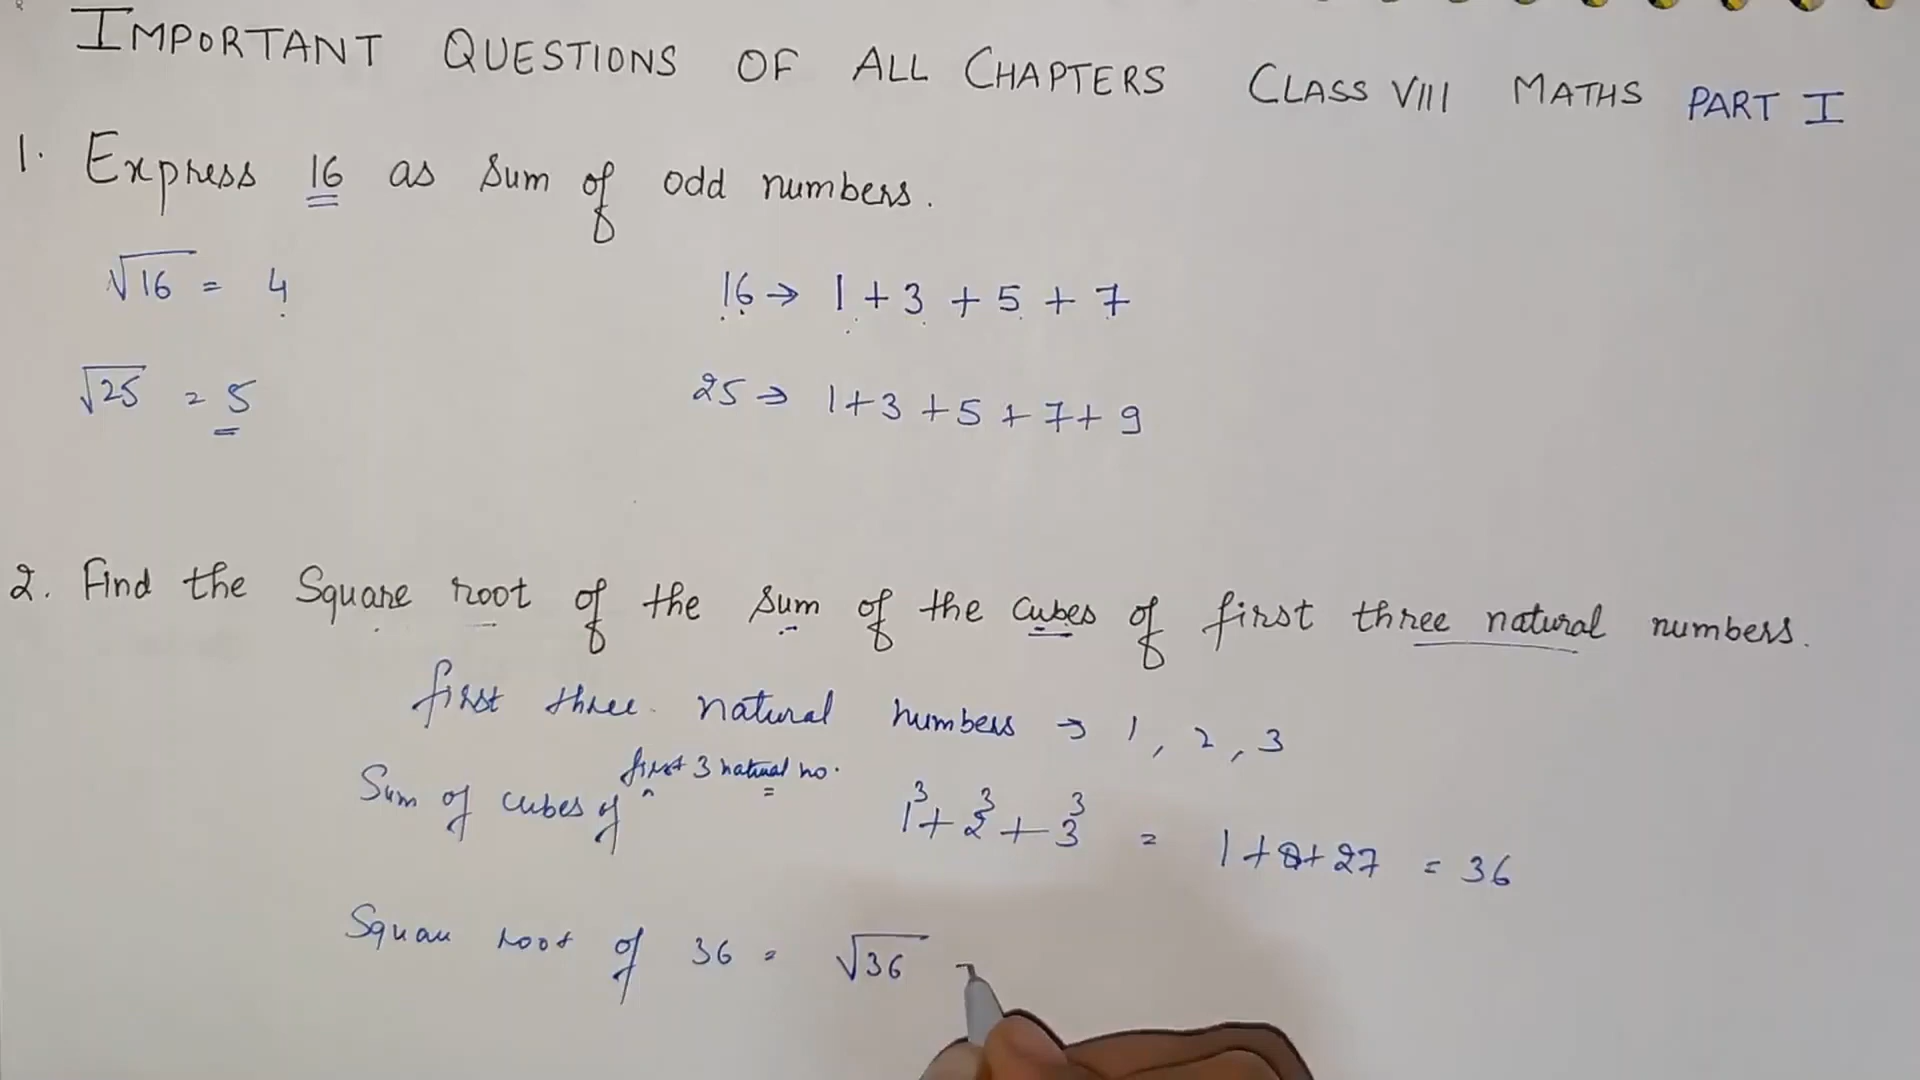 IMPORTANT QUESTIONS OF ALL CHAPTERS CLASS VIII MATHS PART I
1. Express 16 as sum of odd numbers.
√16 = 4
16 → 1 + 3 + 5 + 7
√25 = 5
25 → 1+3+5+7+9
2. Find the Square root of the sum of the cubes of first three natural numbers.
first three natural numbers → 1, 2, 3
first 3 natural no.
Sum of cubes of 1³ + 2³ + 3³ = 1+8+27 = 36
Square root of 36 = √36